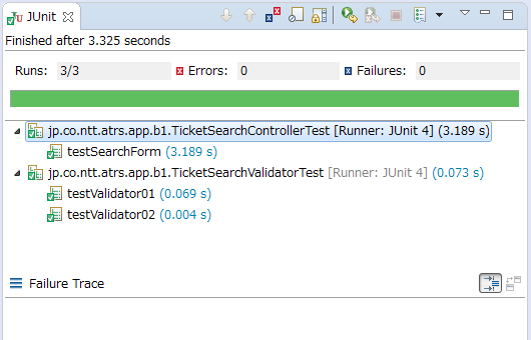 JU JUnit
Finished after 3.325 seconds
Runs: 3/3 Errors: 0 Failures: 0
jp.co.ntt.atrs.app.b1.TicketSearchControllerTest [Runner: JUnit 4] (3.189 s)
testSearchForm (3.189 s)
jp.co.ntt.atrs.app.b1.TicketSearchValidatorTest [Runner: JUnit 4] (0.073 s)
testValidator01 (0.069 s)
testValidator02 (0.004 s)
Failure Trace